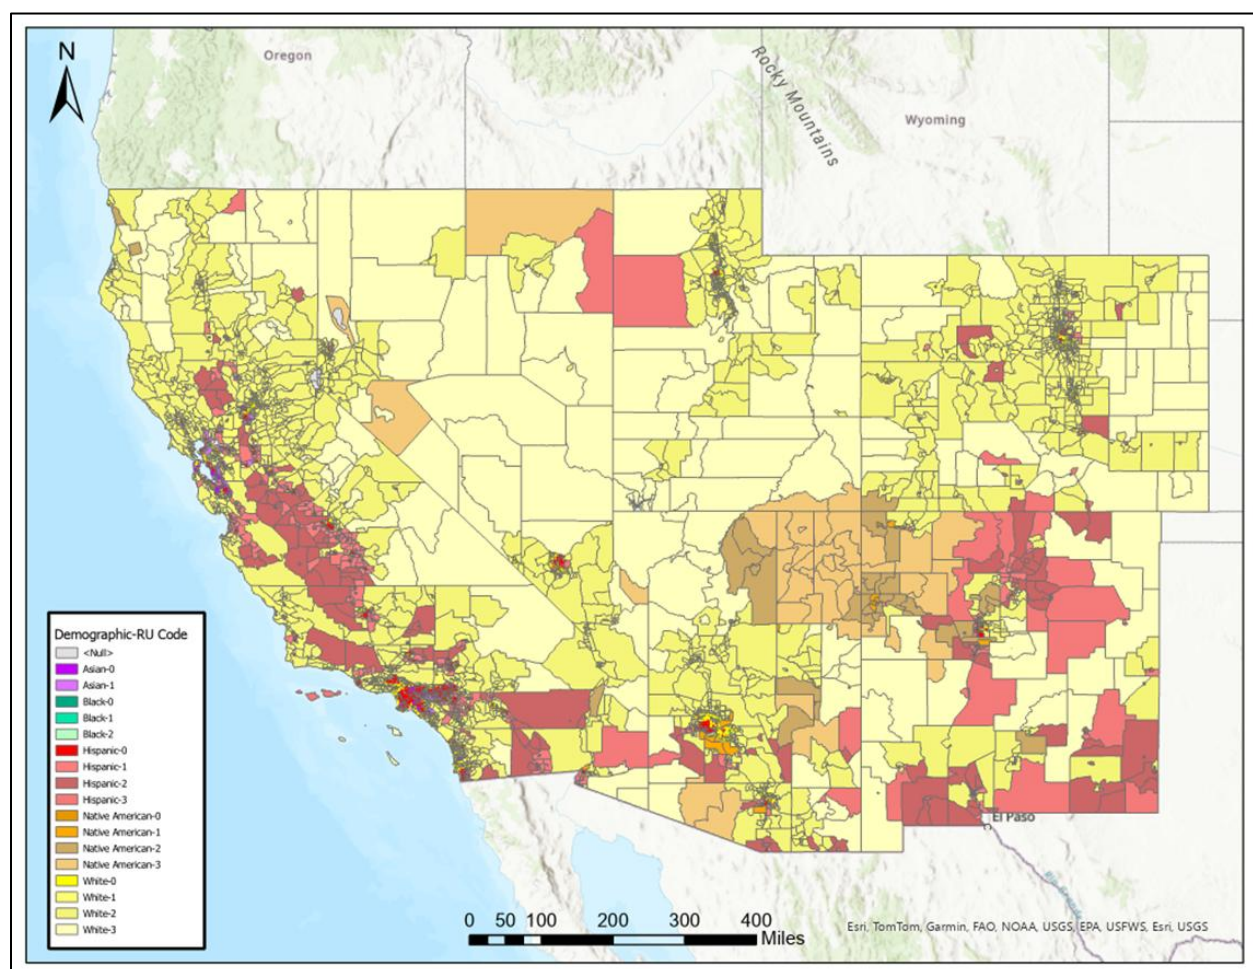 N
Oregon
Rocky Mountains
Wyoming
El Paso
Demographic-RU Code
<Null>
Asian-0
Asian-1
Black-0
Black-1
Black-2
Hispanic-0
Hispanic-1
Hispanic-2
Hispanic-3
Native American-0
Native American-1
Native American-2
Native American-3
White-0
White-1
White-2
White-3
0 50 100 200 300 400
Miles
Esri, TomTom, Garmin, FAO, NOAA, USGS, EPA, USFWS, Esri, USGS